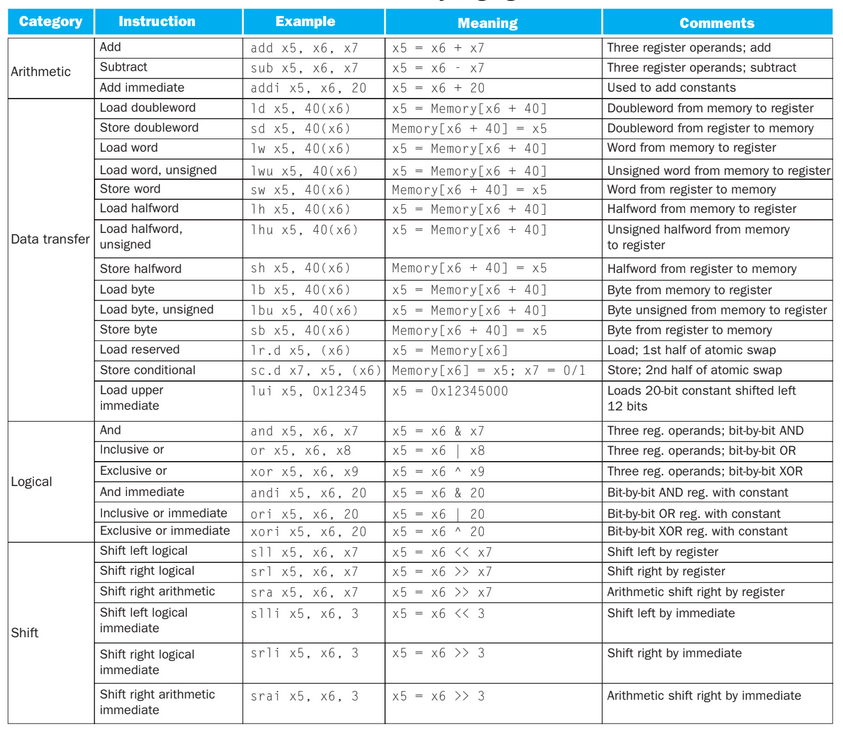 Category Instruction Example Meaning Comments
Arithmetic
Add add x5, x6, x7 x5 = x6 + x7 Three register operands; add
Subtract sub x5, x6, x7 x5 = x6 - x7 Three register operands; subtract
Add immediate addi x5, x6, 20 x5 = x6 + 20 Used to add constants
Data transfer
Load doubleword ld x5, 40(x6) x5 = Memory[x6 + 40] Doubleword from memory to register
Store doubleword sd x5, 40(x6) Memory[x6 + 40] = x5 Doubleword from register to memory
Load word lw x5, 40(x6) x5 = Memory[x6 + 40] Word from memory to register
Load word, unsigned lwu x5, 40(x6) x5 = Memory[x6 + 40] Unsigned word from memory to register
Store word sw x5, 40(x6) Memory[x6 + 40] = x5 Word from register to memory
Load halfword lh x5, 40(x6) x5 = Memory[x6 + 40] Halfword from memory to register
Load halfword, lhu x5, 40(x6) x5 = Memory[x6 + 40] Unsigned halfword from memory
unsigned to register
Store halfword sh x5, 40(x6) Memory[x6 + 40] = x5 Halfword from register to memory
Load byte lb x5, 40(x6) x5 = Memory[x6 + 40] Byte from memory to register
Load byte, unsigned lbu x5, 40(x6) x5 = Memory[x6 + 40] Byte unsigned from memory to register
Store byte sb x5, 40(x6) Memory[x6 + 40] = x5 Byte from register to memory
Load reserved lr.d x5, (x6) x5 = Memory[x6] Load; 1st half of atomic swap
Store conditional sc.d x7, x5, (x6) Memory[x6] = x5; x7 = 0/1 Store; 2nd half of atomic swap
Load upper lui x5, 0x12345 x5 = 0x12345000 Loads 20-bit constant shifted left
immediate 12 bits
Logical
And and x5, x6, x7 x5 = x6 & x7 Three reg. operands; bit-by-bit AND
Inclusive or or x5, x6, x8 x5 = x6 | x8 Three reg. operands; bit-by-bit OR
Exclusive or xor x5, x6, x9 x5 = x6 ^ x9 Three reg. operands; bit-by-bit XOR
And immediate andi x5, x6, 20 x5 = x6 & 20 Bit-by-bit AND reg. with constant
Inclusive or immediate ori x5, x6, 20 x5 = x6 | 20 Bit-by-bit OR reg. with constant
Exclusive or immediate xori x5, x6, 20 x5 = x6 ^ 20 Bit-by-bit XOR reg. with constant
Shift
Shift left logical sll x5, x6, x7 x5 = x6 << x7 Shift left by register
Shift right logical srl x5, x6, x7 x5 = x6 >> x7 Shift right by register
Shift right arithmetic sra x5, x6, x7 x5 = x6 >> x7 Arithmetic shift right by register
Shift left logical slli x5, x6, 3 x5 = x6 << 3 Shift left by immediate
immediate
Shift right logical srli x5, x6, 3 x5 = x6 >> 3 Shift right by immediate
immediate
Shift right arithmetic srai x5, x6, 3 x5 = x6 >> 3 Arithmetic shift right by immediate
immediate